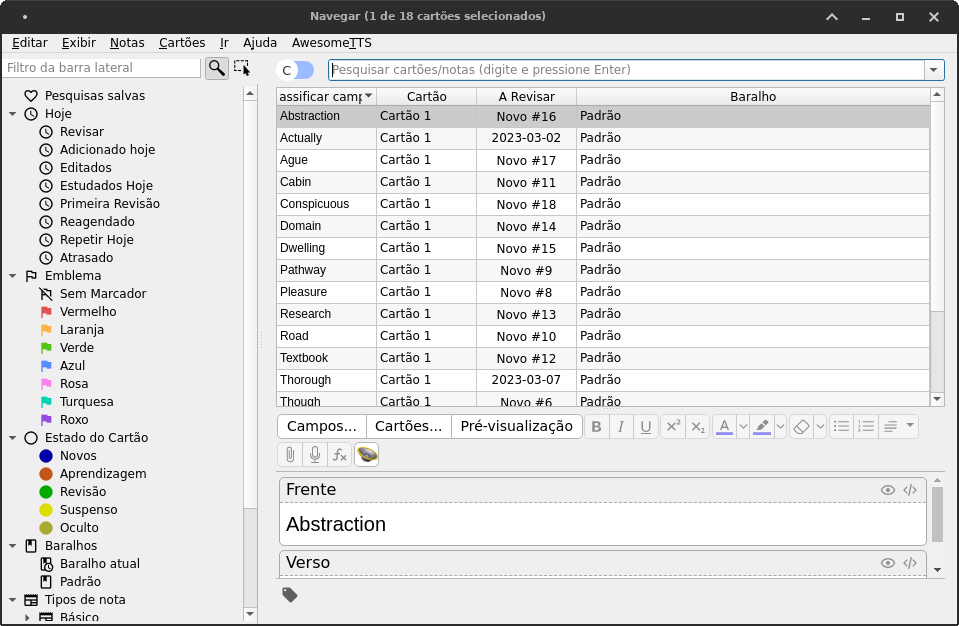 Navegar (1 de 18 cartões selecionados)
Editar Exibir Notas Cartões Ir Ajuda AwesomeTTS
Filtro da barra lateral
C
Pesquisar cartões/notas (digite e pressione Enter)
Pesquisas salvas
Hoje
Revisar
Adicionado hoje
Editados
Estudados Hoje
Primeira Revisão
Reagendado
Repetir Hoje
Atrasado
Emblema
Sem Marcador
Vermelho
Laranja
Verde
Azul
Rosa
Turquesa
Roxo
Estado do Cartão
Novos
Aprendizagem
Revisão
Suspenso
Oculto
Baralhos
Baralho atual
Padrão
Tipos de nota
Básico
assificar camp Cartão A Revisar Baralho
Abstraction Cartão 1 Novo #16 Padrão
Actually Cartão 1 2023-03-02 Padrão
Ague Cartão 1 Novo #17 Padrão
Cabin Cartão 1 Novo #11 Padrão
Conspicuous Cartão 1 Novo #18 Padrão
Domain Cartão 1 Novo #14 Padrão
Dwelling Cartão 1 Novo #15 Padrão
Pathway Cartão 1 Novo #9 Padrão
Pleasure Cartão 1 Novo #8 Padrão
Research Cartão 1 Novo #13 Padrão
Road Cartão 1 Novo #10 Padrão
Textbook Cartão 1 Novo #12 Padrão
Thorough Cartão 1 2023-03-07 Padrão
Though Cartão 1 Novo #6 Padrão
Campos... Cartões... Pré-visualização B I U X² X₂ A
fx
Frente
Abstraction
Verso